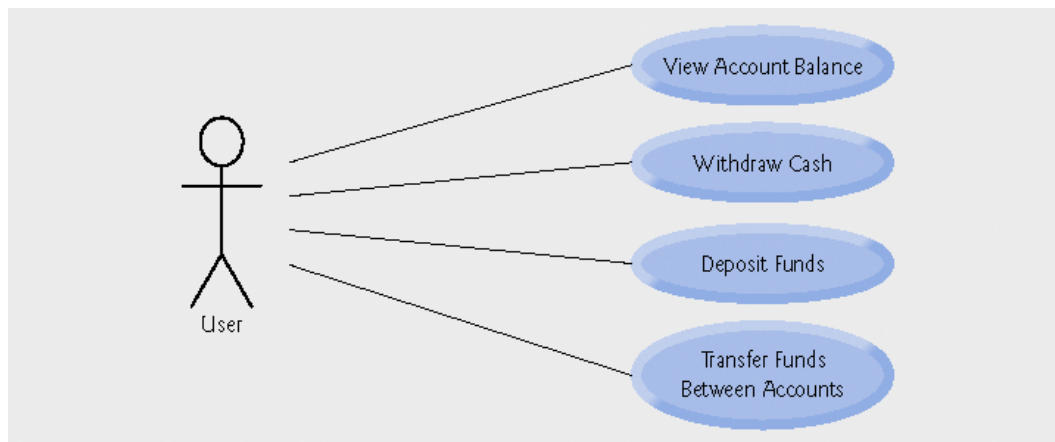 View Account Balance
Withdraw Cash
Deposit Funds
User
Transfer Funds
Between Accounts